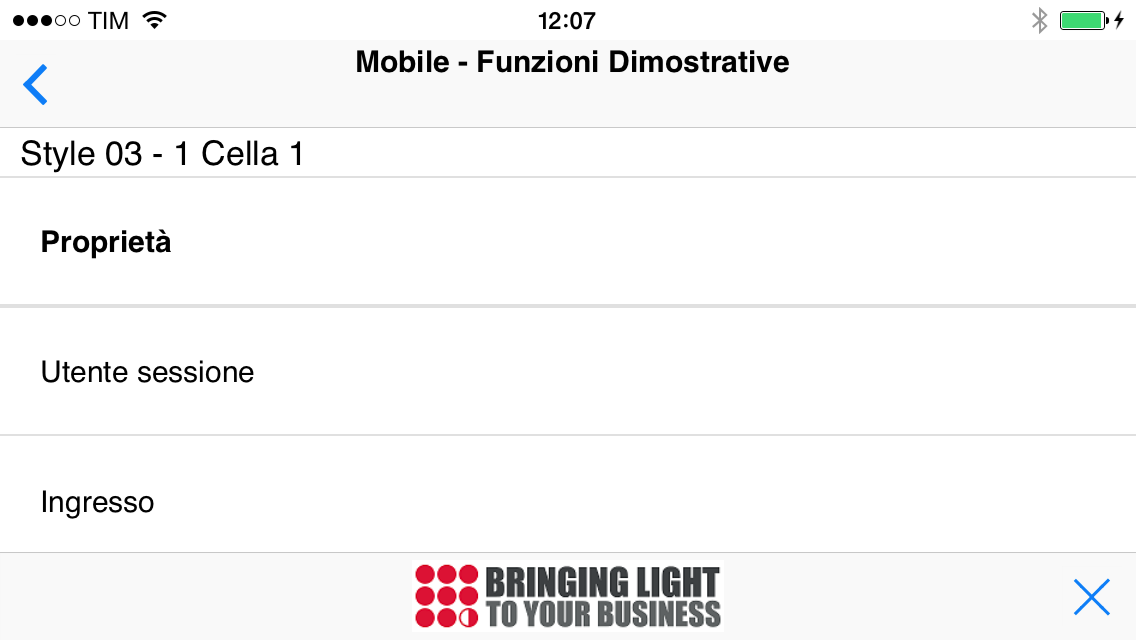 TIM 12:07
Mobile - Funzioni Dimostrative
Style 03 - 1 Cella 1
Proprietà
Utente sessione
Ingresso
BRINGING LIGHT
TO YOUR BUSINESS